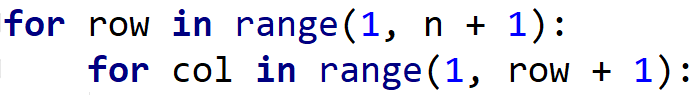 for row in range(1, n + 1):
    for col in range(1, row + 1):